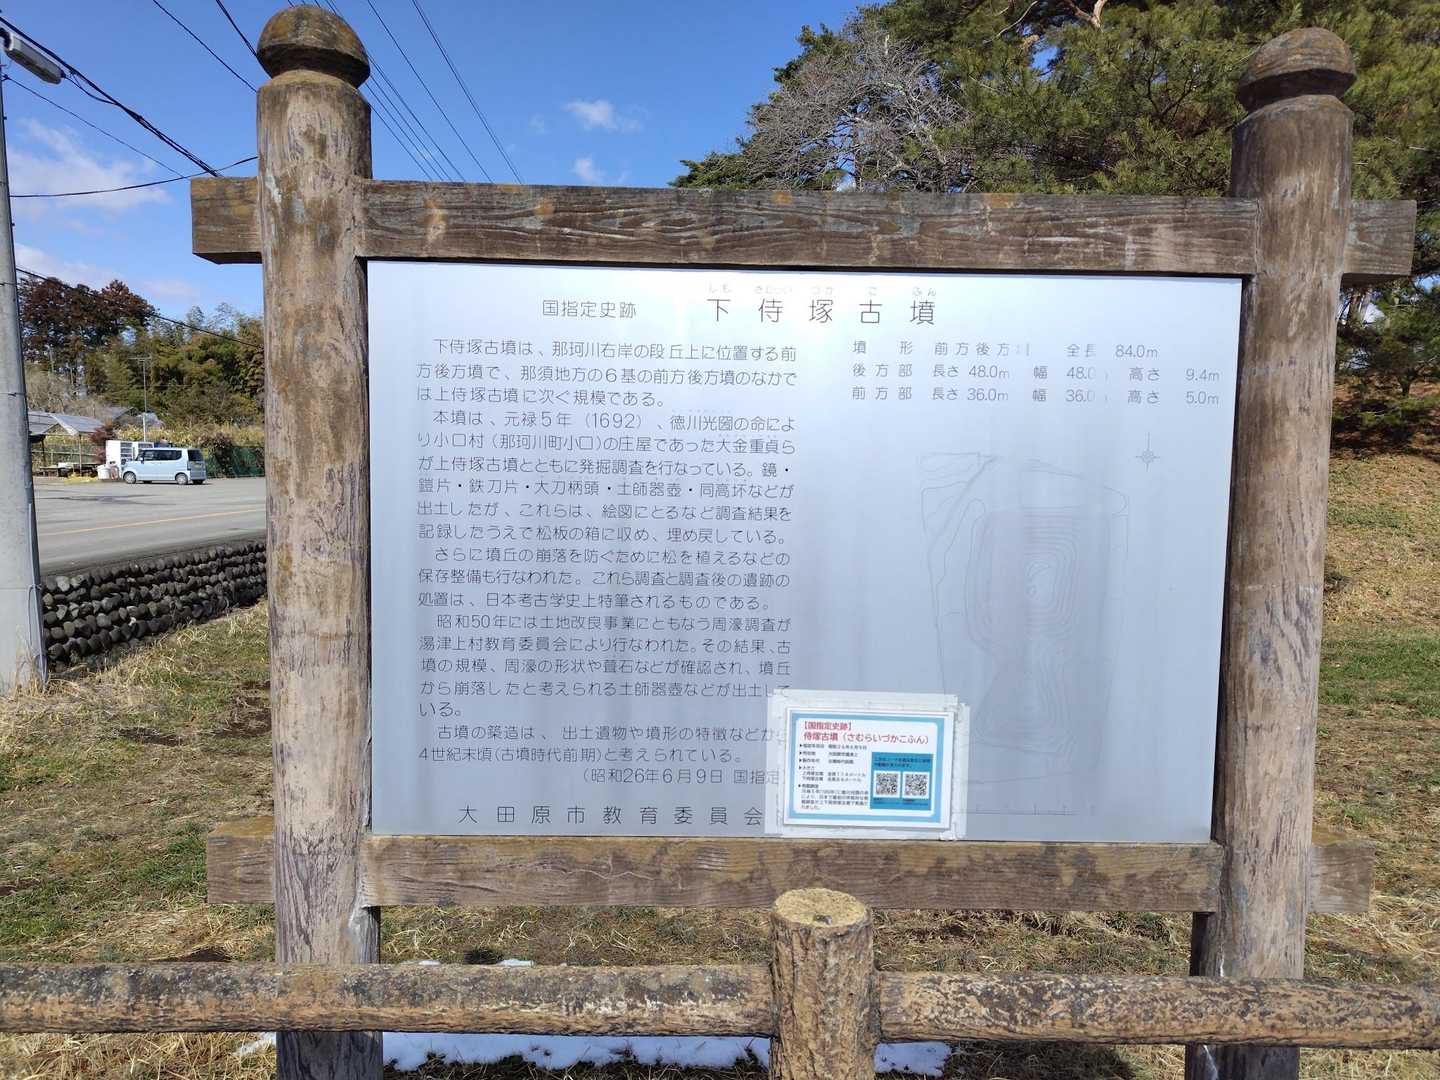 しも さむらい づか こ ふん
国指定史跡 下侍塚古墳
下侍塚古墳は、那珂川右岸の段丘上に位置する前
方後方墳で、那須地方の6基の前方後方墳のなかで
は上侍塚古墳に次ぐ規模である。
本墳は、元禄5年(1692)、徳川光圀の命によ
り小口村(那珂川町小口)の庄屋であった大金重貞ら
が上侍塚古墳とともに発掘調査を行なっている。鏡・
鎧片・鉄刀片・大刀柄頭・土師器壺・同高坏などが
出土したが、これらは、絵図にとるなど調査結果を
記録したうえで松板の箱に収め、埋め戻している。
さらに墳丘の崩落を防ぐために松を植えるなどの
保存整備も行なわれた。これら調査と調査後の遺跡の
処置は、日本考古学史上特筆されるものである。
昭和50年には土地改良事業にともなう周濠調査が
湯津上村教育委員会により行なわれた。その結果、古
墳の規模、周濠の形状や葺石などが確認され、墳丘
から崩落したと考えられる土師器壺などが出土して
いる。
古墳の築造は、出土遺物や墳形の特徴などから
4世紀末頃(古墳時代前期)と考えられている。
(昭和26年6月9日 国指定
大田原市教育委員会
墳形 前方後方 全長 84.0m
後方部 長さ 48.0m 幅 48.0 高さ 9.4m
前方部 長さ 36.0m 幅 36.0 高さ 5.0m
【国指定史跡】
侍塚古墳(さむらいづかこふん)